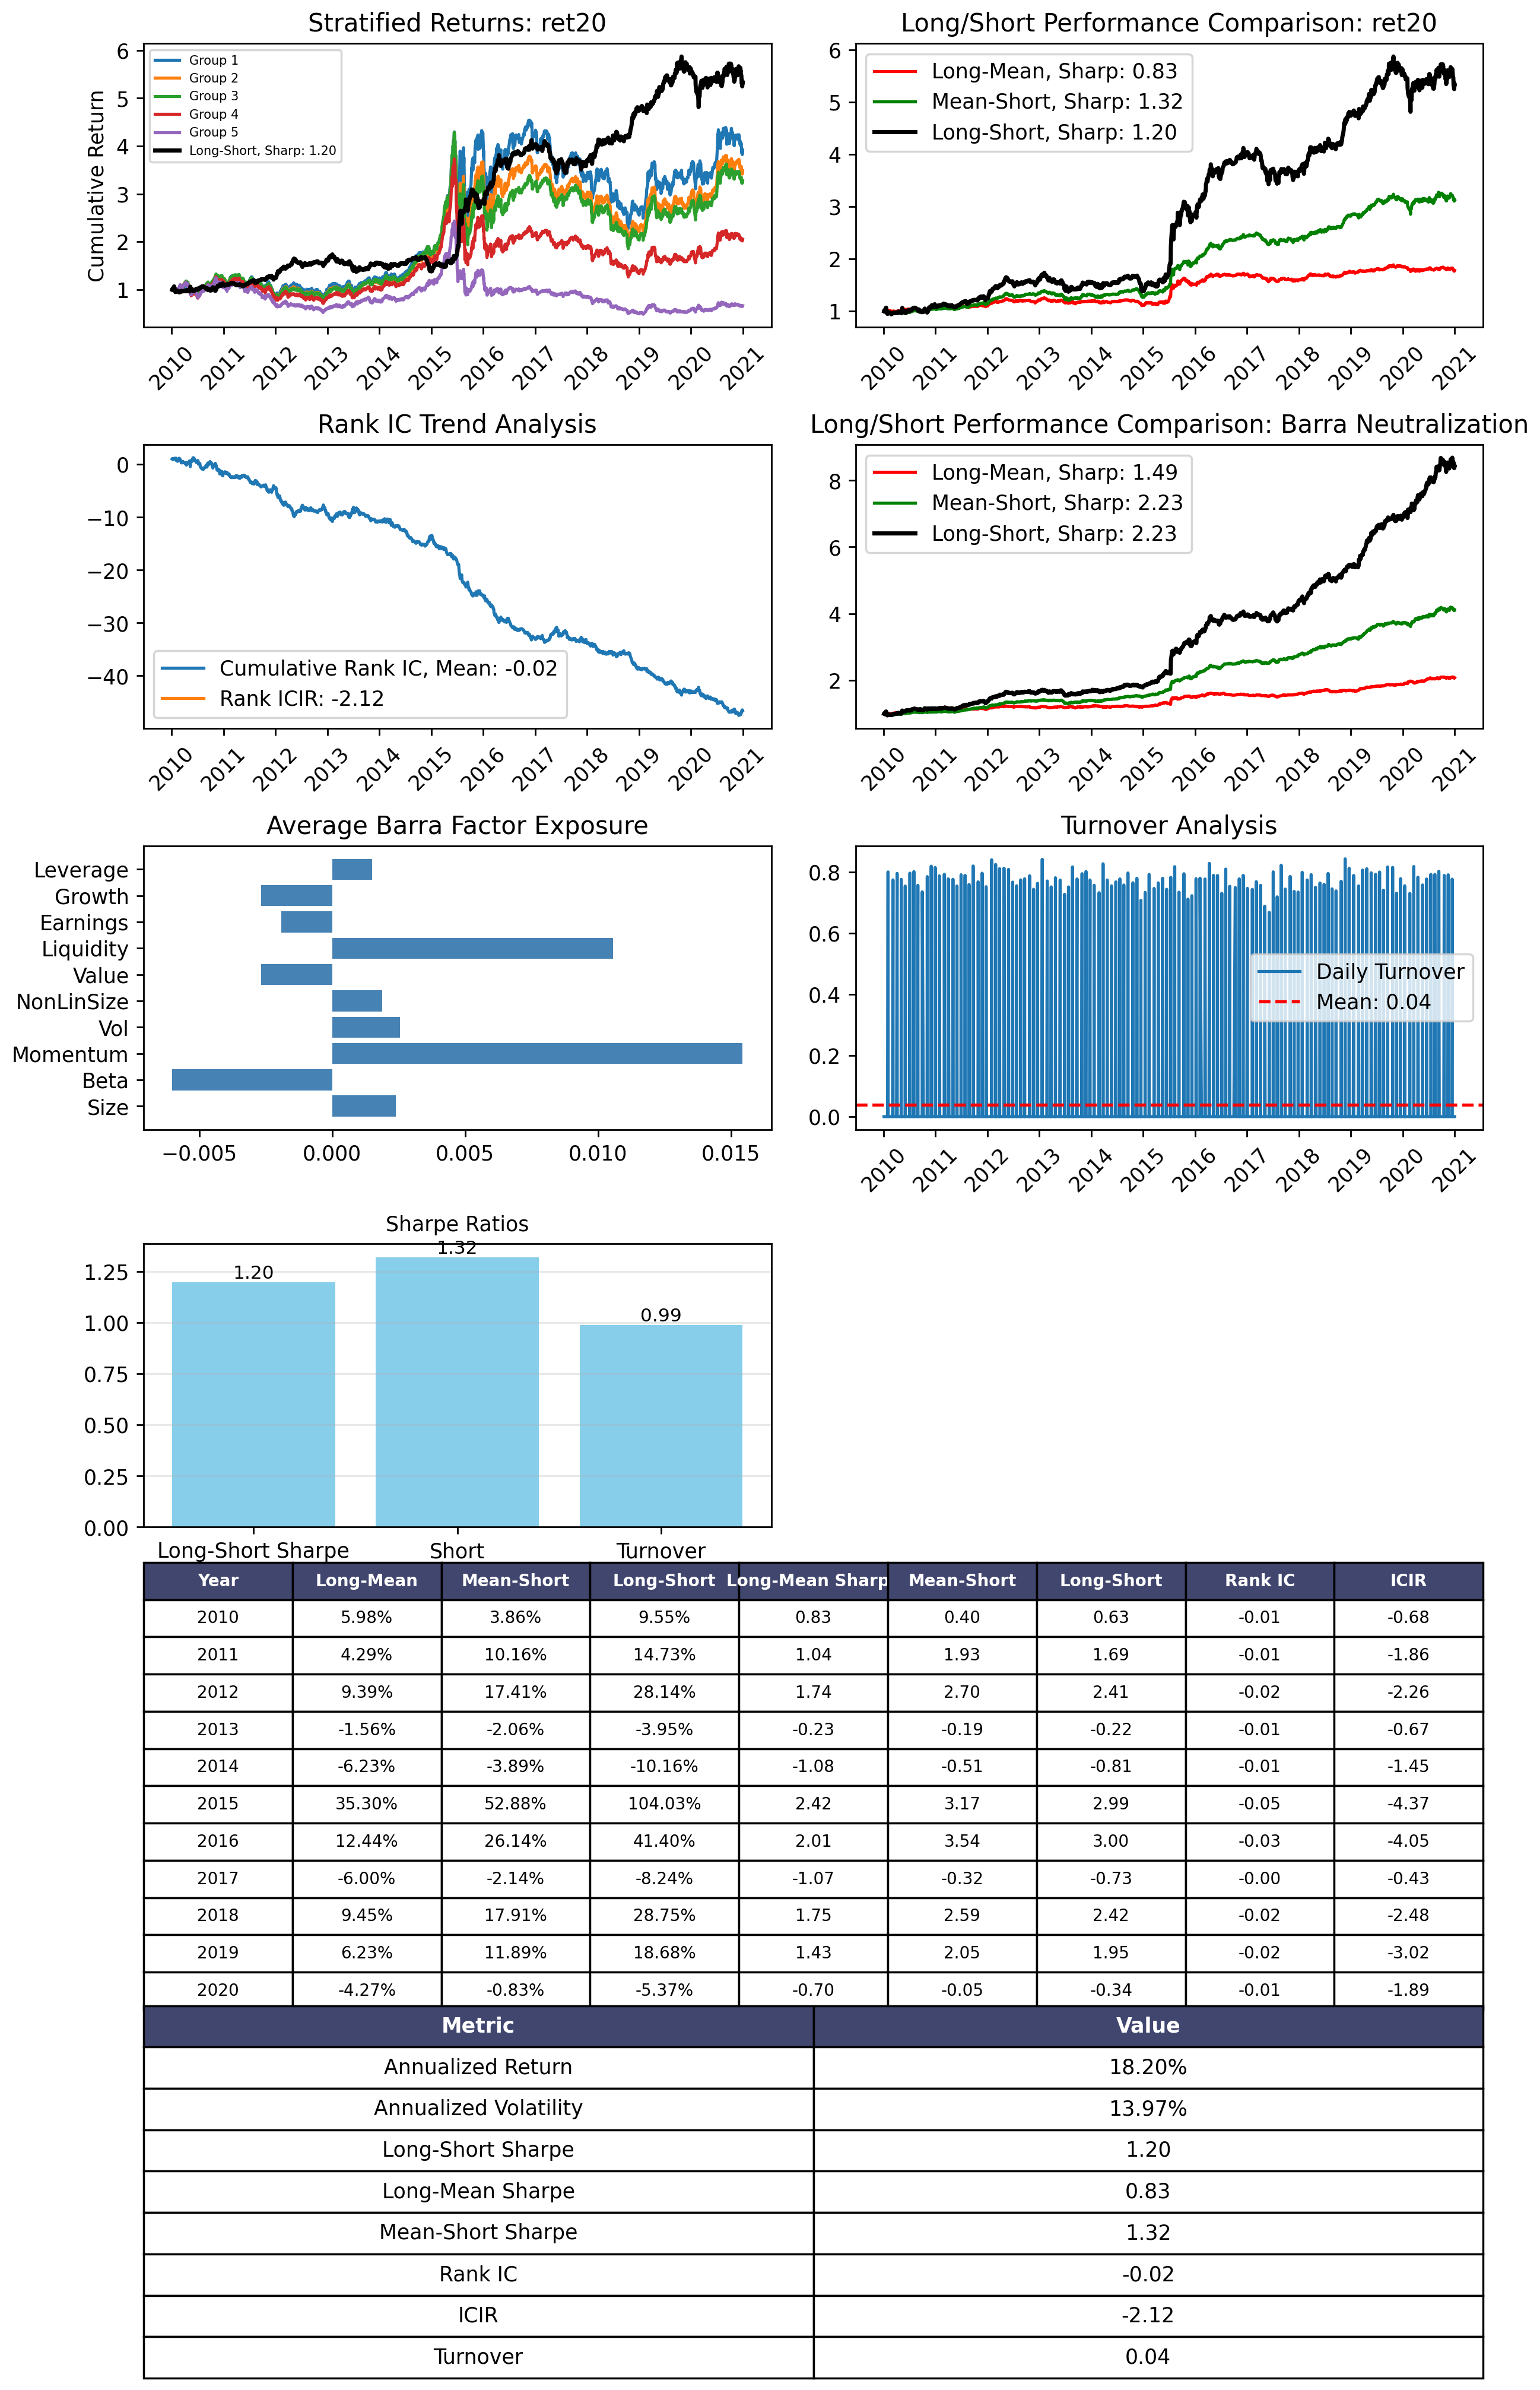 Stratified Returns: ret20
Cumulative Return
6
5
4
3
2
1
Group 1
Group 2
Group 3
Group 4
Group 5
Long-Short, Sharp: 1.20
2010 2011 2012 2013 2014 2015 2016 2017 2018 2019 2020 2021
Long/Short Performance Comparison: ret20
6
5
4
3
2
1
Long-Mean, Sharp: 0.83
Mean-Short, Sharp: 1.32
Long-Short, Sharp: 1.20
2010 2011 2012 2013 2014 2015 2016 2017 2018 2019 2020 2021
Rank IC Trend Analysis
0
−10
−20
−30
−40
Cumulative Rank IC, Mean: -0.02
Rank ICIR: -2.12
2010 2011 2012 2013 2014 2015 2016 2017 2018 2019 2020 2021
Long/Short Performance Comparison: Barra Neutralization
8
6
4
2
Long-Mean, Sharp: 1.49
Mean-Short, Sharp: 2.23
Long-Short, Sharp: 2.23
2010 2011 2012 2013 2014 2015 2016 2017 2018 2019 2020 2021
Average Barra Factor Exposure
Leverage
Growth
Earnings
Liquidity
Value
NonLinSize
Vol
Momentum
Beta
Size
−0.005 0.000 0.005 0.010 0.015
Turnover Analysis
0.8
0.6
0.4
0.2
0.0
Daily Turnover
Mean: 0.04
2010 2011 2012 2013 2014 2015 2016 2017 2018 2019 2020 2021
Sharpe Ratios
1.25
1.00
0.75
0.50
0.25
0.00
1.20 1.32 0.99
Long-Short Sharpe Short Turnover
Year Long-Mean Mean-Short Long-Short Long-Mean Sharp Mean-Short Long-Short Rank IC ICIR
2010 5.98% 3.86% 9.55% 0.83 0.40 0.63 -0.01 -0.68
2011 4.29% 10.16% 14.73% 1.04 1.93 1.69 -0.01 -1.86
2012 9.39% 17.41% 28.14% 1.74 2.70 2.41 -0.02 -2.26
2013 -1.56% -2.06% -3.95% -0.23 -0.19 -0.22 -0.01 -0.67
2014 -6.23% -3.89% -10.16% -1.08 -0.51 -0.81 -0.01 -1.45
2015 35.30% 52.88% 104.03% 2.42 3.17 2.99 -0.05 -4.37
2016 12.44% 26.14% 41.40% 2.01 3.54 3.00 -0.03 -4.05
2017 -6.00% -2.14% -8.24% -1.07 -0.32 -0.73 -0.00 -0.43
2018 9.45% 17.91% 28.75% 1.75 2.59 2.42 -0.02 -2.48
2019 6.23% 11.89% 18.68% 1.43 2.05 1.95 -0.02 -3.02
2020 -4.27% -0.83% -5.37% -0.70 -0.05 -0.34 -0.01 -1.89
Metric Value
Annualized Return 18.20%
Annualized Volatility 13.97%
Long-Short Sharpe 1.20
Long-Mean Sharpe 0.83
Mean-Short Sharpe 1.32
Rank IC -0.02
ICIR -2.12
Turnover 0.04